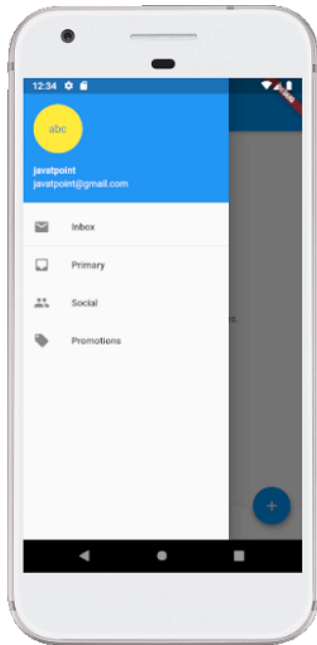 12:34
abc
javatpoint
javatpoint@gmail.com
Inbox
Primary
Social
Promotions